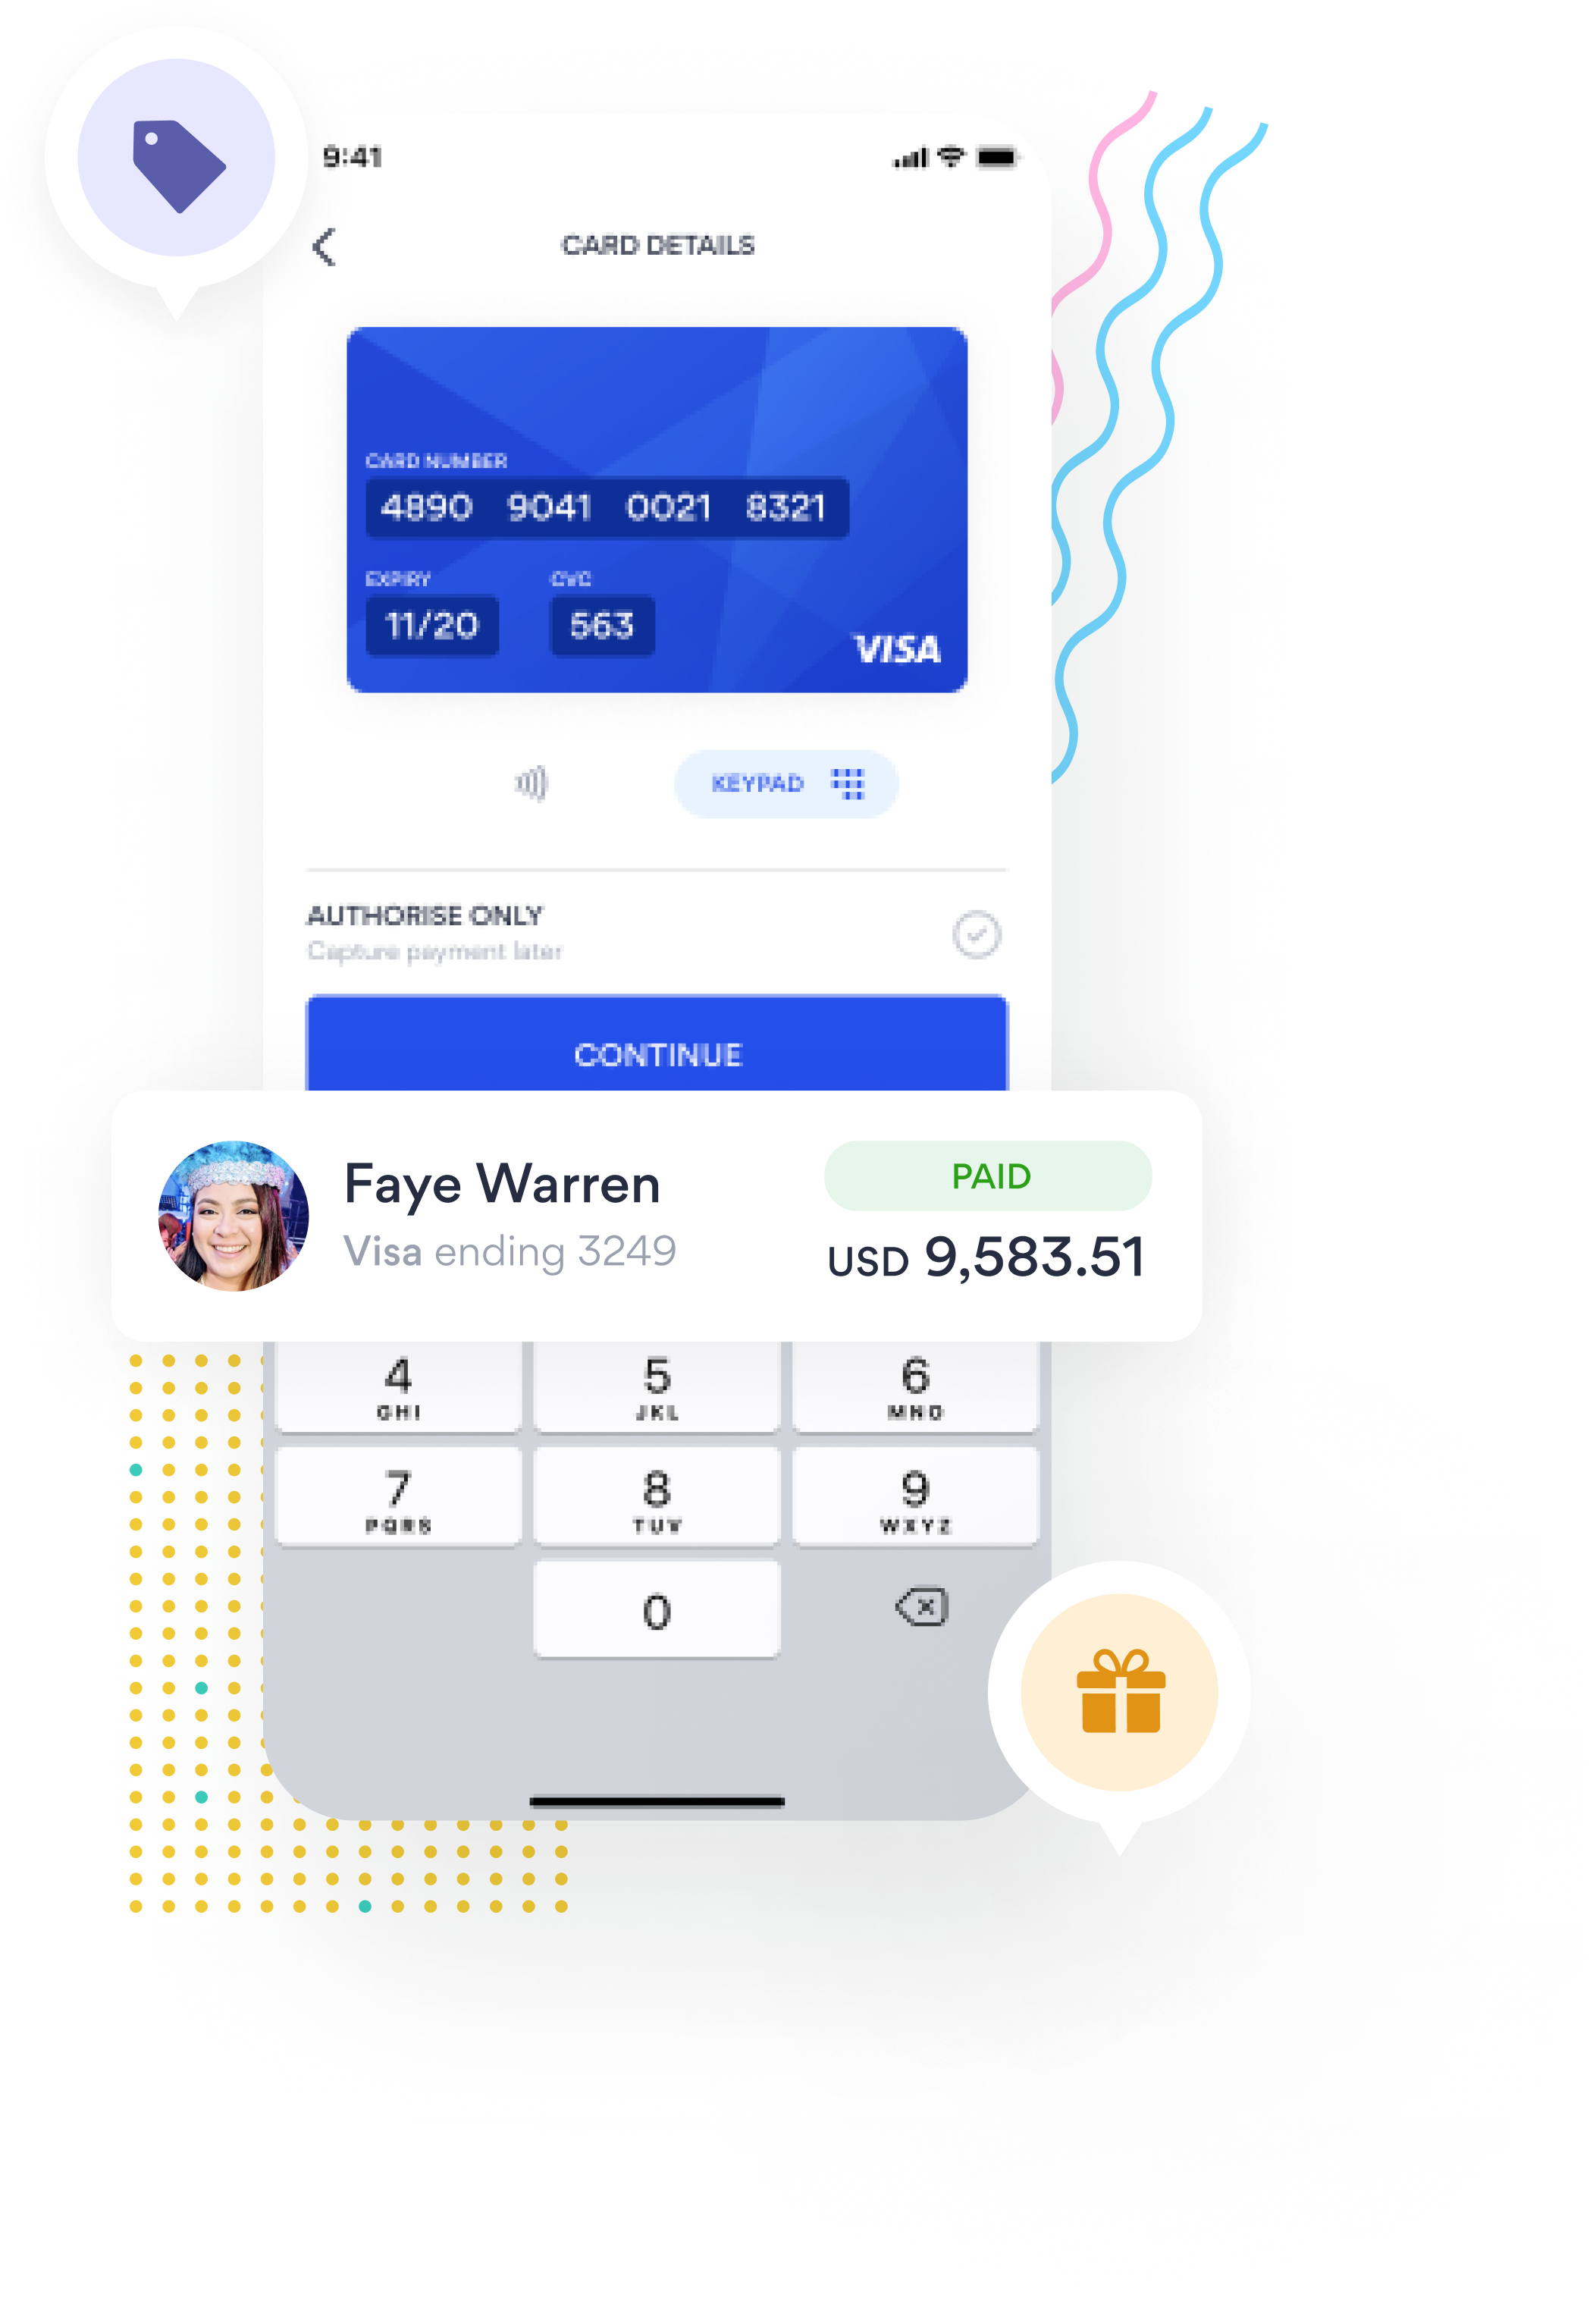 9:41
CARD DETAILS
CARD NUMBER
4890 9041 0021 8321
EXPIRY CVC
11/20 563
VISA
KEYPAD
AUTHORISE ONLY
Capture payment later
CONTINUE
Faye Warren
PAID
Visa ending 3249
USD 9,583.51
4 5 6
GHI JKL MNO
7 8 9
PQRS TUV WXYZ
0